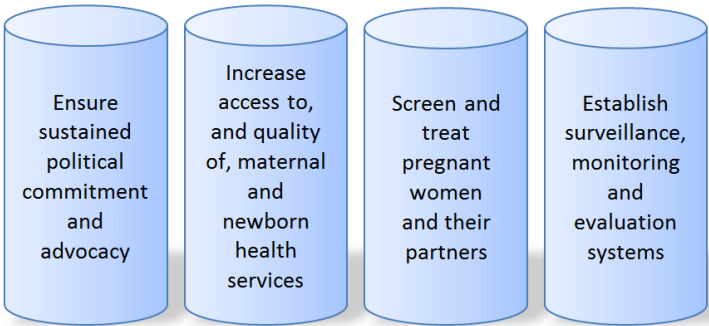 Ensure
sustained
political
commitment
and
advocacy
Increase
access to,
and quality
of, maternal
and
newborn
health
services
Screen and
treat
pregnant
women
and their
partners
Establish
surveillance,
monitoring
and
evaluation
systems